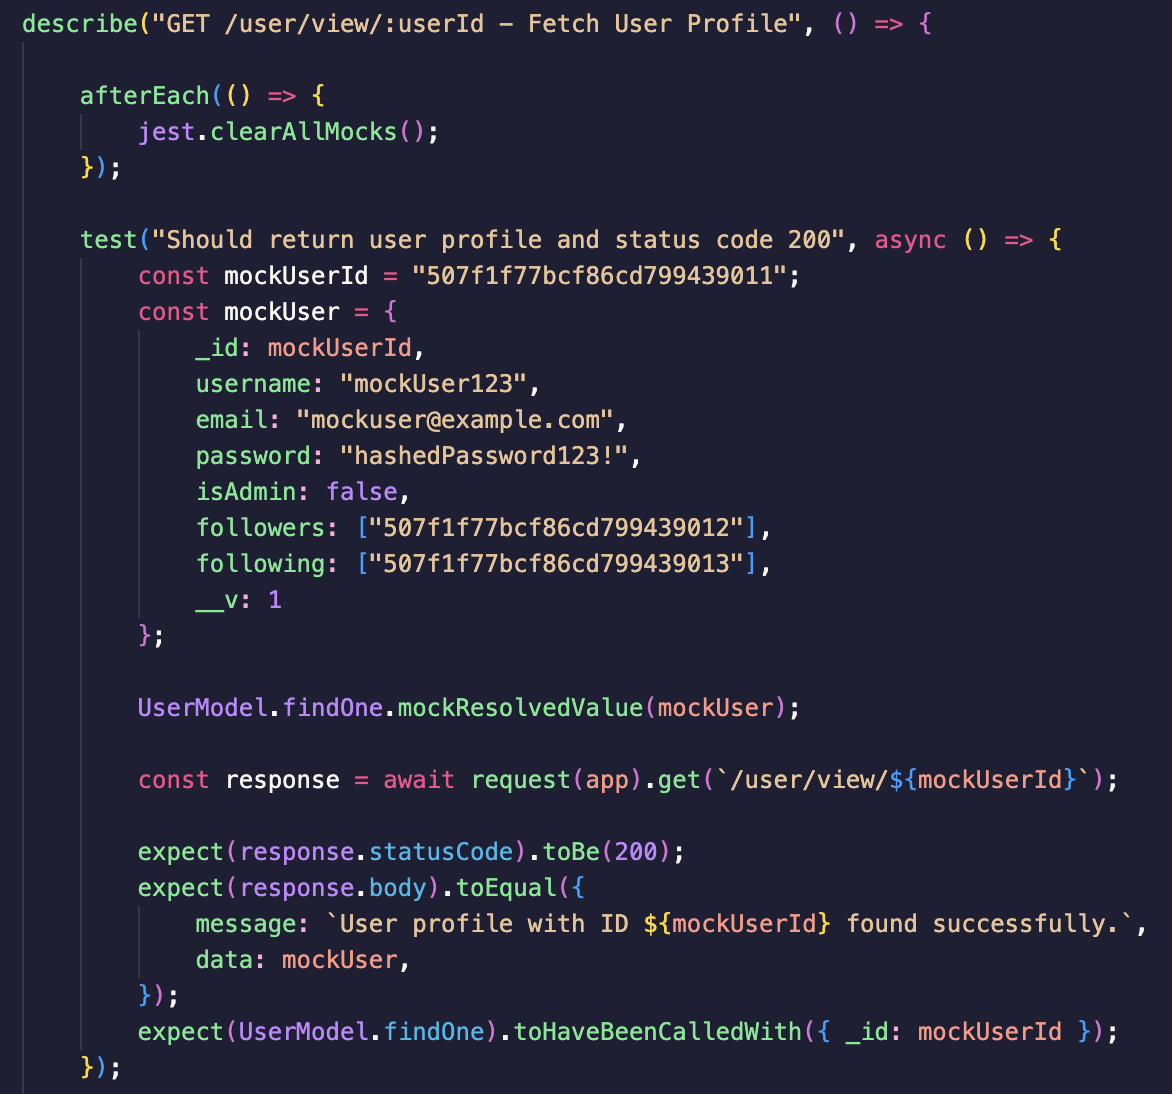 describe("GET /user/view/:userId – Fetch User Profile", () => {
afterEach(() => {
jest.clearAllMocks();
});
test("Should return user profile and status code 200", async () => {
const mockUserId = "507f1f77bcf86cd799439011";
const mockUser = {
_id: mockUserId,
username: "mockUser123",
email: "mockuser@example.com",
password: "hashedPassword123!",
isAdmin: false,
followers: ["507f1f77bcf86cd799439012"],
following: ["507f1f77bcf86cd799439013"],
__v: 1
};
UserModel.findOne.mockResolvedValue(mockUser);
const response = await request(app).get(`/user/view/${mockUserId}`);
expect(response.statusCode).toBe(200);
expect(response.body).toEqual({
message: `User profile with ID ${mockUserId} found successfully.`,
data: mockUser,
});
expect(UserModel.findOne).toHaveBeenCalledWith({ _id: mockUserId });
});